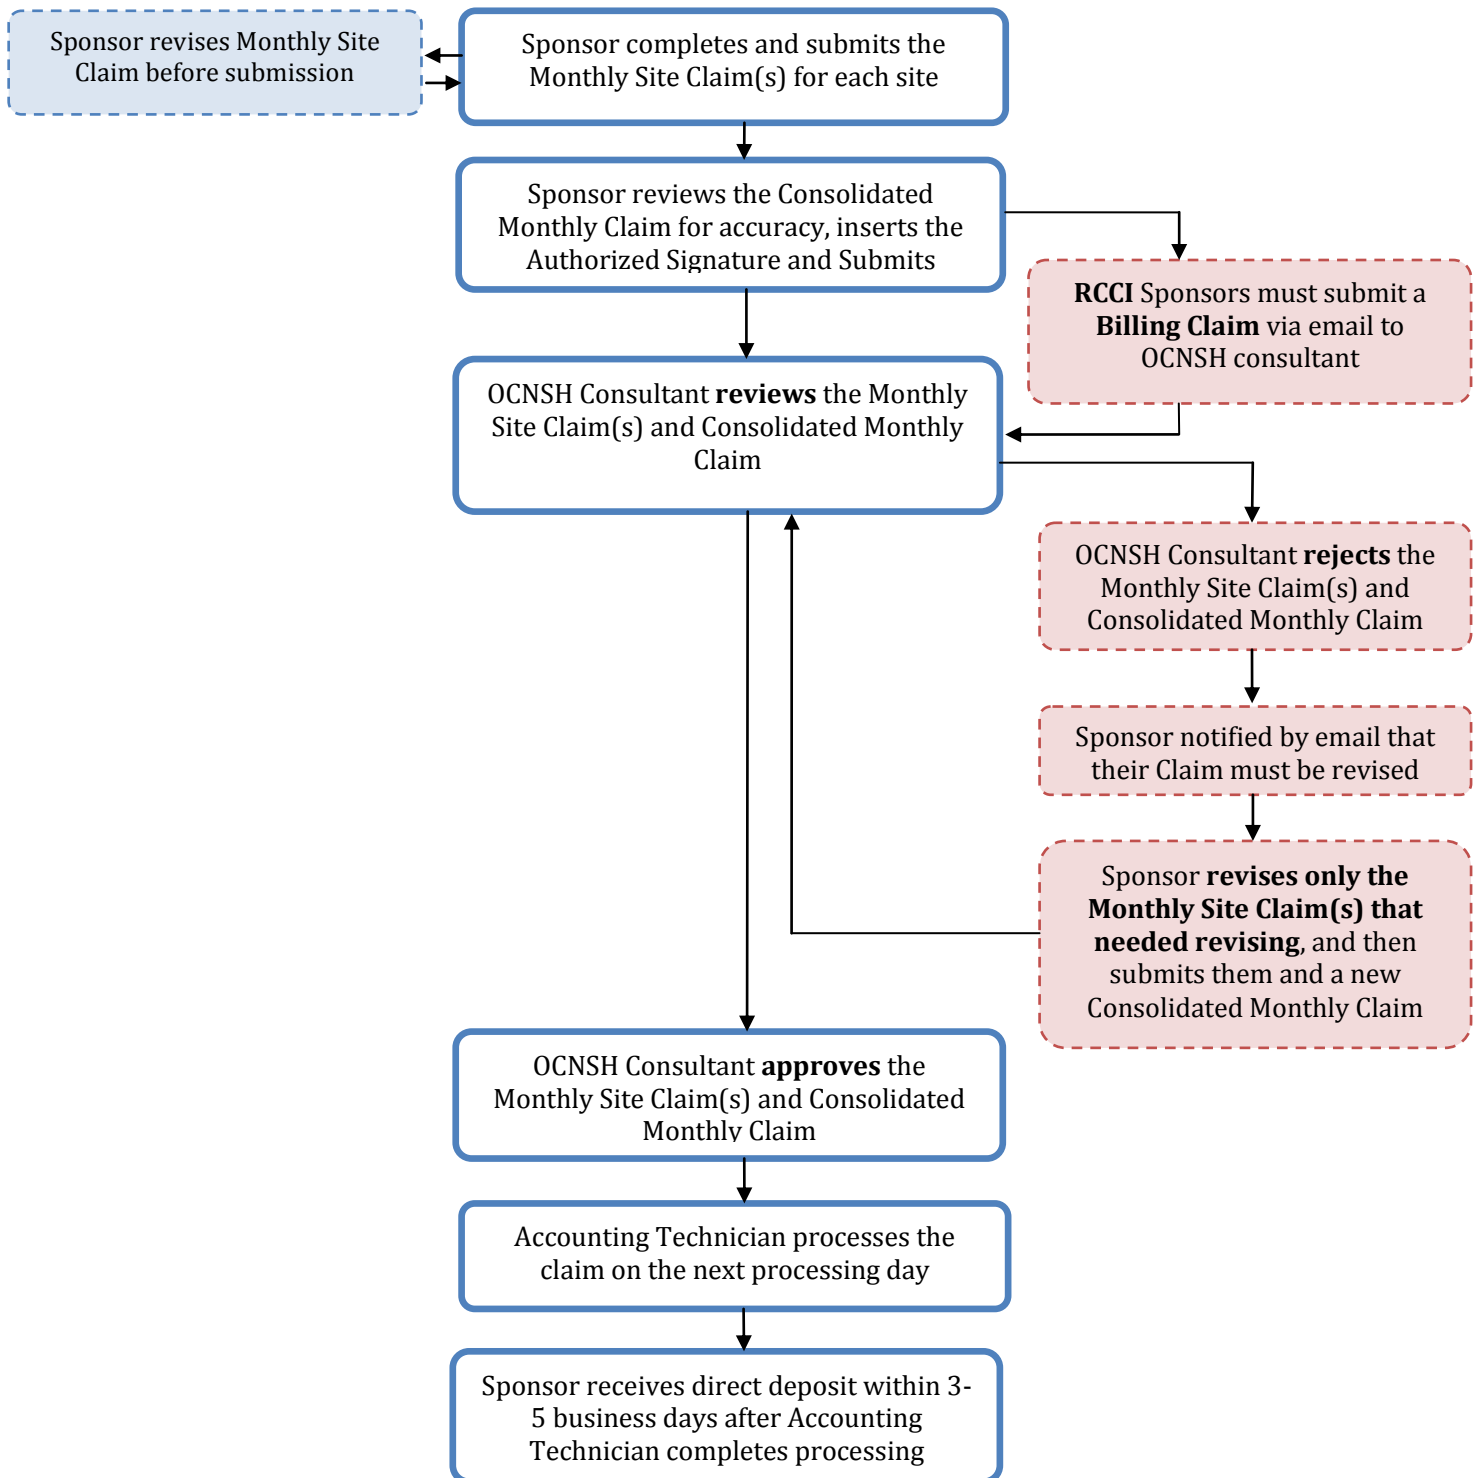 Sponsor revises Monthly Site
Claim before submission
Sponsor completes and submits the
Monthly Site Claim(s) for each site
Sponsor reviews the Consolidated
Monthly Claim for accuracy, inserts the
Authorized Signature and Submits
RCCI Sponsors must submit a
Billing Claim via email to
OCNSH consultant
OCNSH Consultant reviews the Monthly
Site Claim(s) and Consolidated Monthly
Claim
OCNSH Consultant rejects the
Monthly Site Claim(s) and
Consolidated Monthly Claim
Sponsor notified by email that
their Claim must be revised
Sponsor revises only the
Monthly Site Claim(s) that
needed revising, and then
submits them and a new
Consolidated Monthly Claim
OCNSH Consultant approves the
Monthly Site Claim(s) and Consolidated
Monthly Claim
Accounting Technician processes the
claim on the next processing day
Sponsor receives direct deposit within 3-
5 business days after Accounting
Technician completes processing